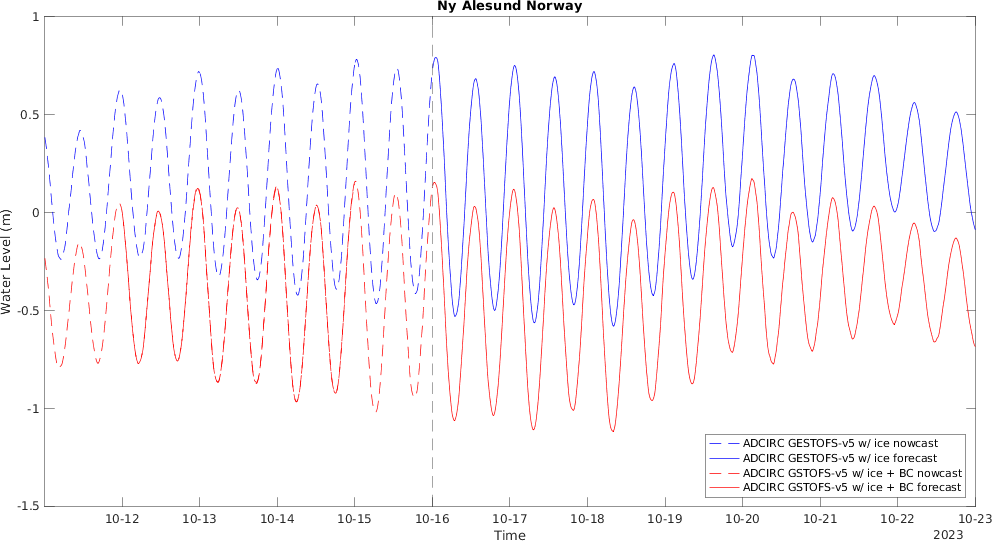 Ny Alesund Norway
Water Level (m)
1
0.5
0
-0.5
-1
-1.5
ADCIRC GESTOFS-v5 w/ ice nowcast
ADCIRC GESTOFS-v5 w/ ice forecast
ADCIRC GSTOFS-v5 w/ ice + BC nowcast
ADCIRC GSTOFS-v5 w/ ice + BC forecast
10-12 10-13 10-14 10-15 10-16 10-17 10-18 10-19 10-20 10-21 10-22 10-23
Time
2023